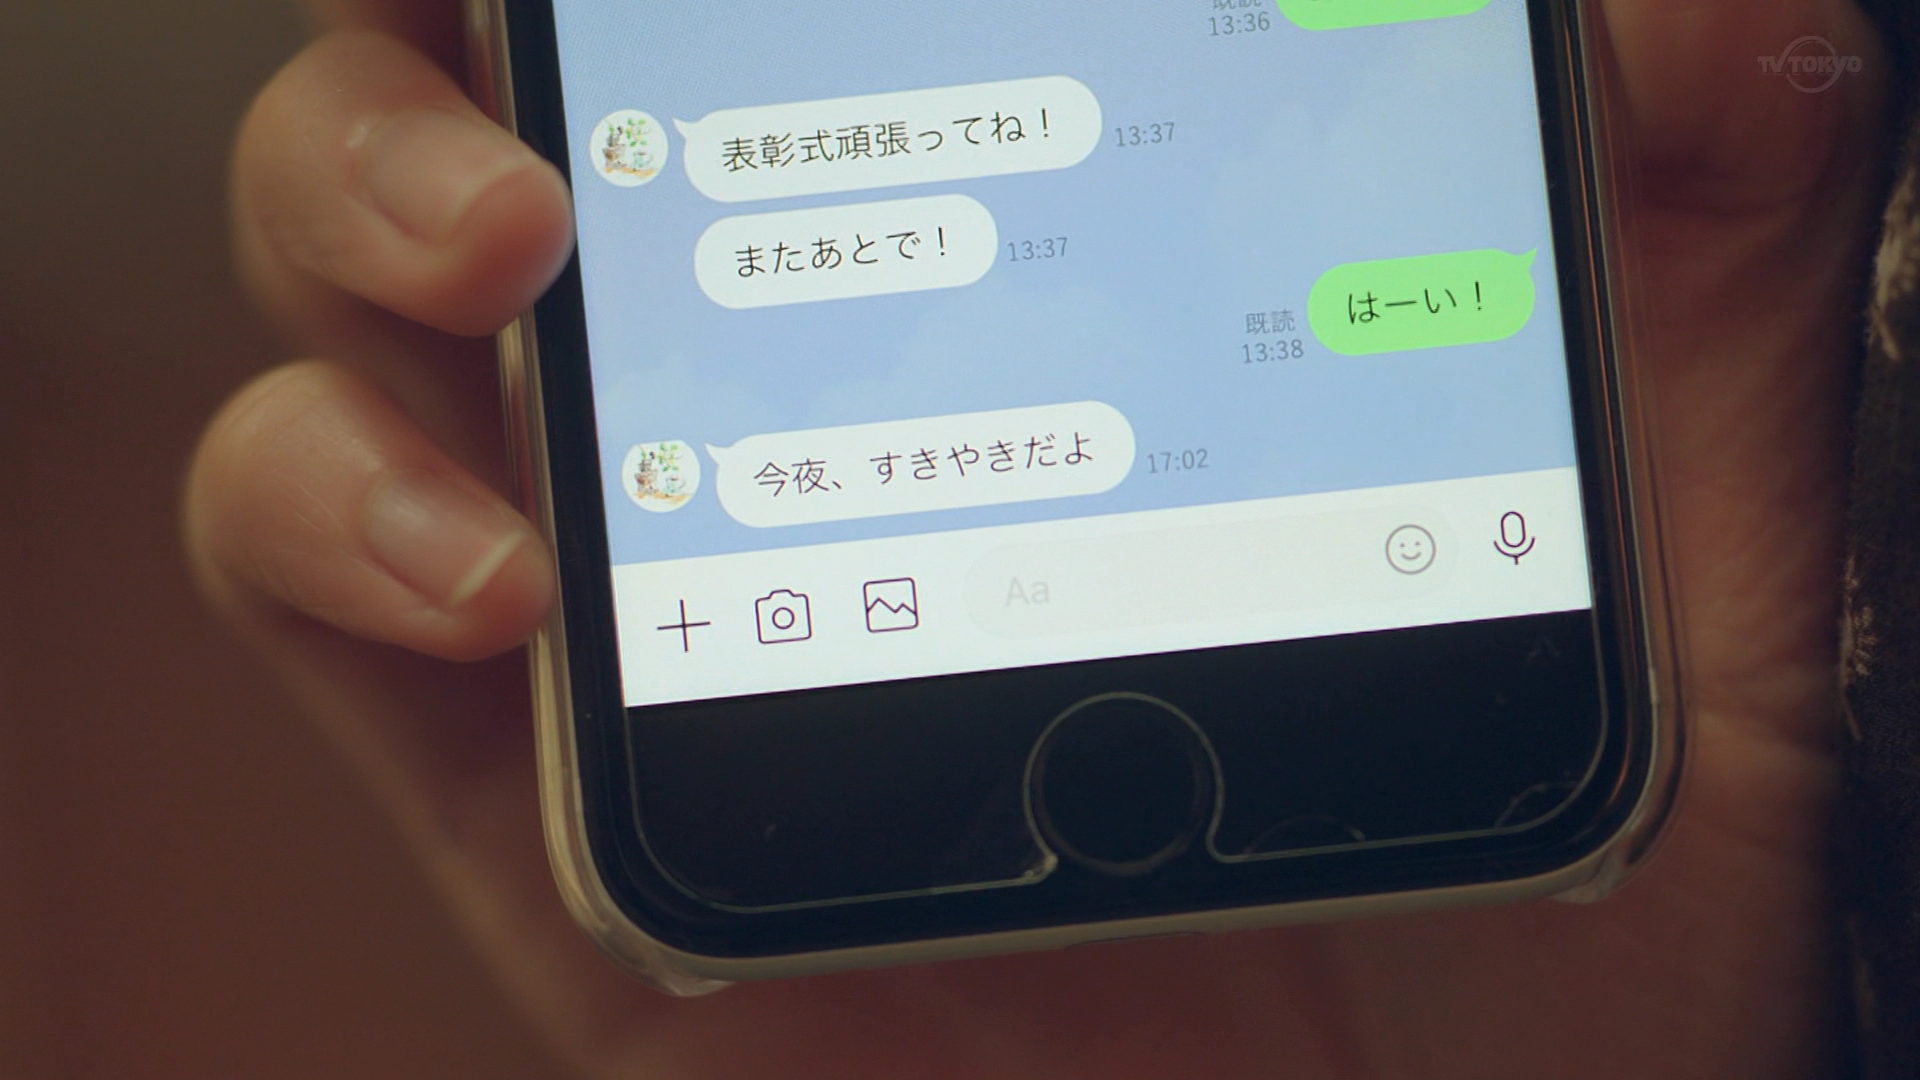 既読
13:36
表彰式頑張ってね！
13:37
またあとで！
13:37
はーい！
既読
13:38
今夜、すきやきだよ
17:02
Aa
TV TOKYO